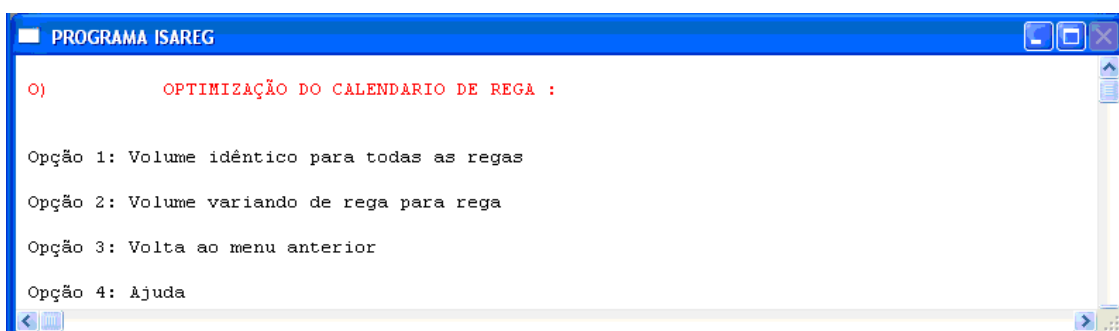 PROGRAMA ISAREG
O) OPTIMIZAÇÃO DO CALENDARIO DE REGA :
Opção 1: Volume idêntico para todas as regas
Opção 2: Volume variando de rega para rega
Opção 3: Volta ao menu anterior
Opção 4: Ajuda